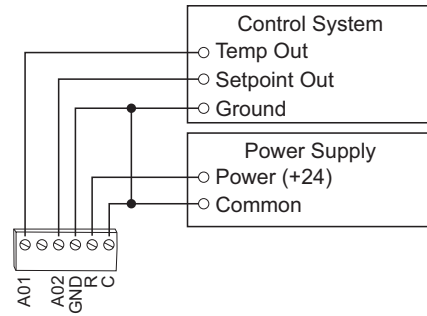 Control System
Temp Out
Setpoint Out
Ground
Power Supply
Power (+24)
Common
A01
A02
GND
R
C